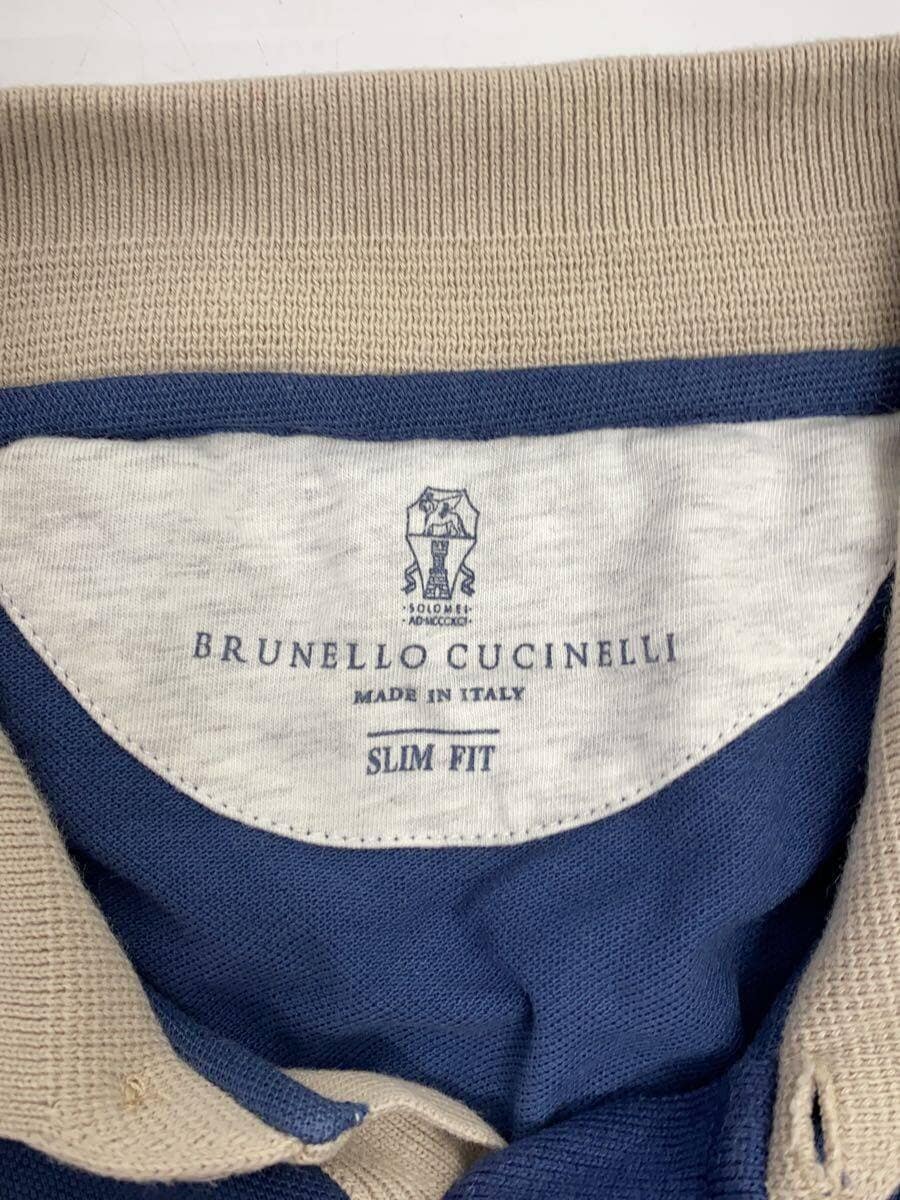 ·SOLOMEI·
·AD·MCCCXCI·
BRUNELLO CUCINELLI
MADE IN ITALY
SLIM FIT